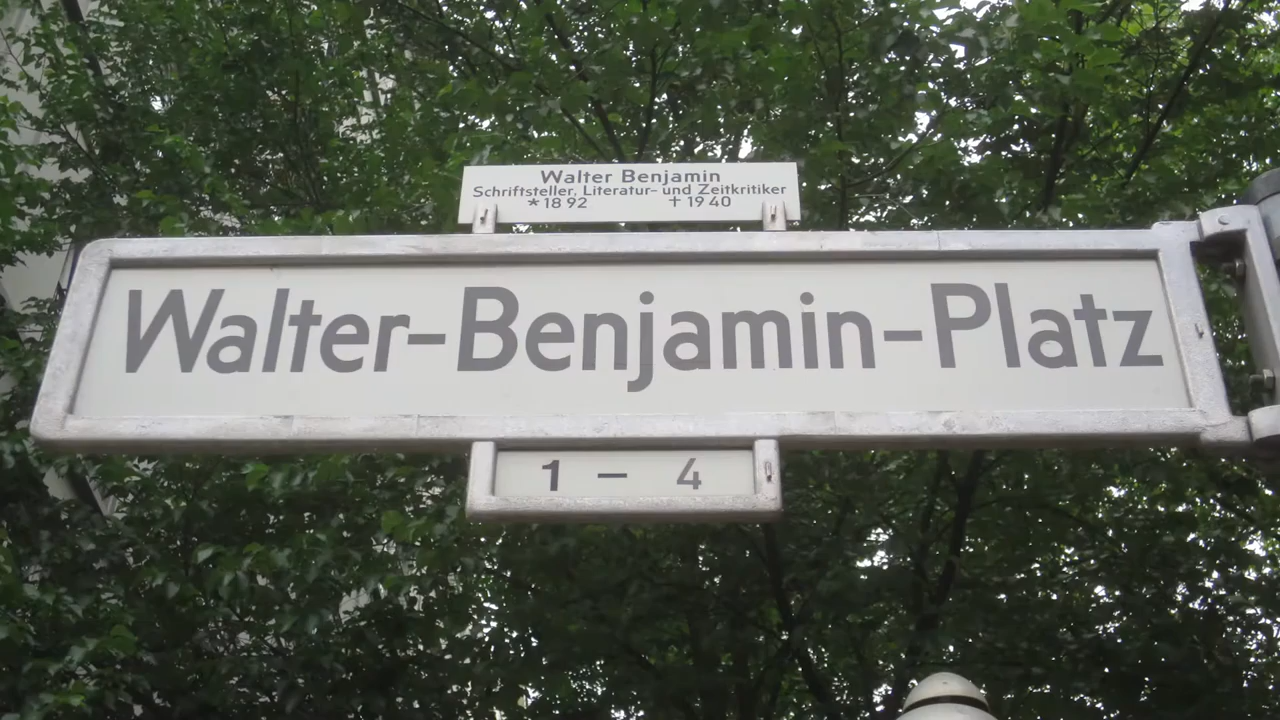 Walter Benjamin
Schriftsteller, Literatur- und Zeitkritiker
*1892 †1940
Walter-Benjamin-Platz
1 – 4